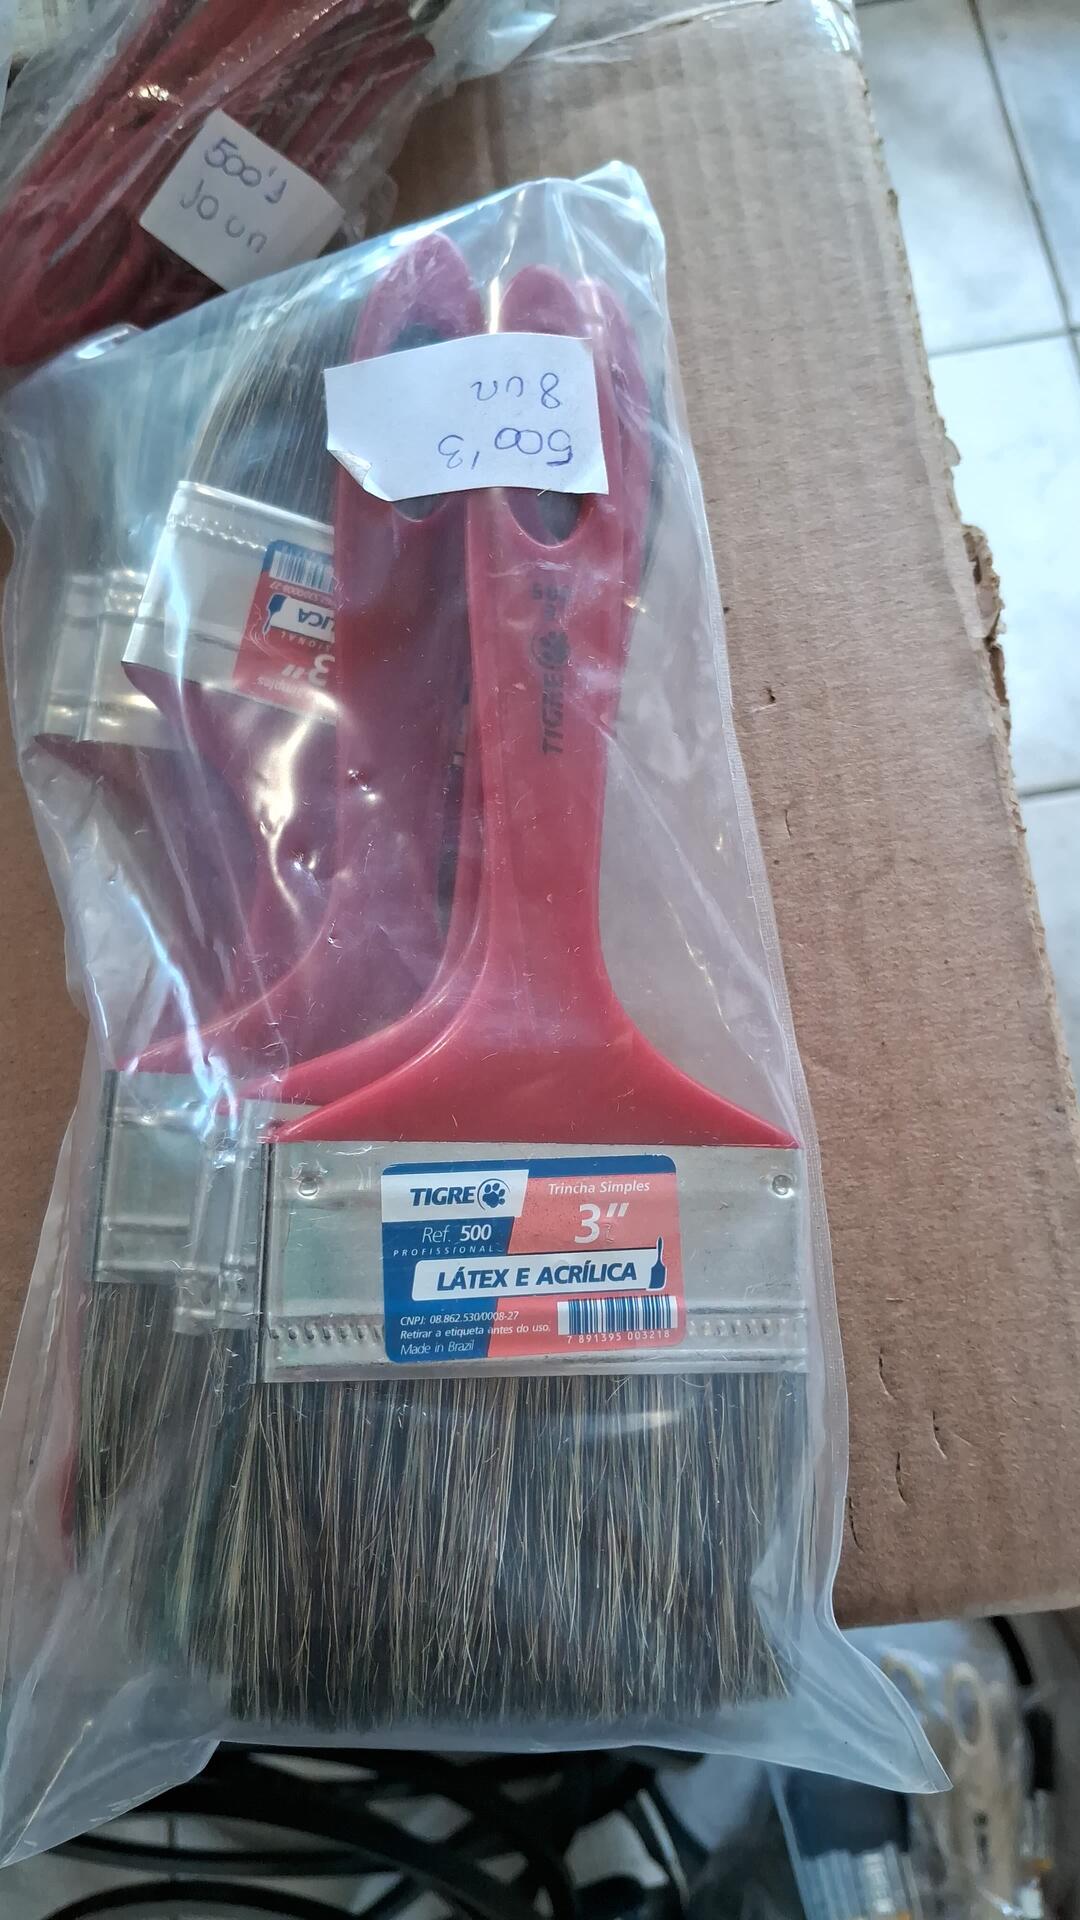 500'1
10 un
500'3
8 un
3"
TIGRE
TIGRE
Trincha Simples
3"
Ref. 500
PROFISSIONAL
LÁTEX E ACRÍLICA
CNPJ: 08.862.530/0008-27
Retirar a etiqueta antes do uso.
Made in Brazil
7 891395 003218